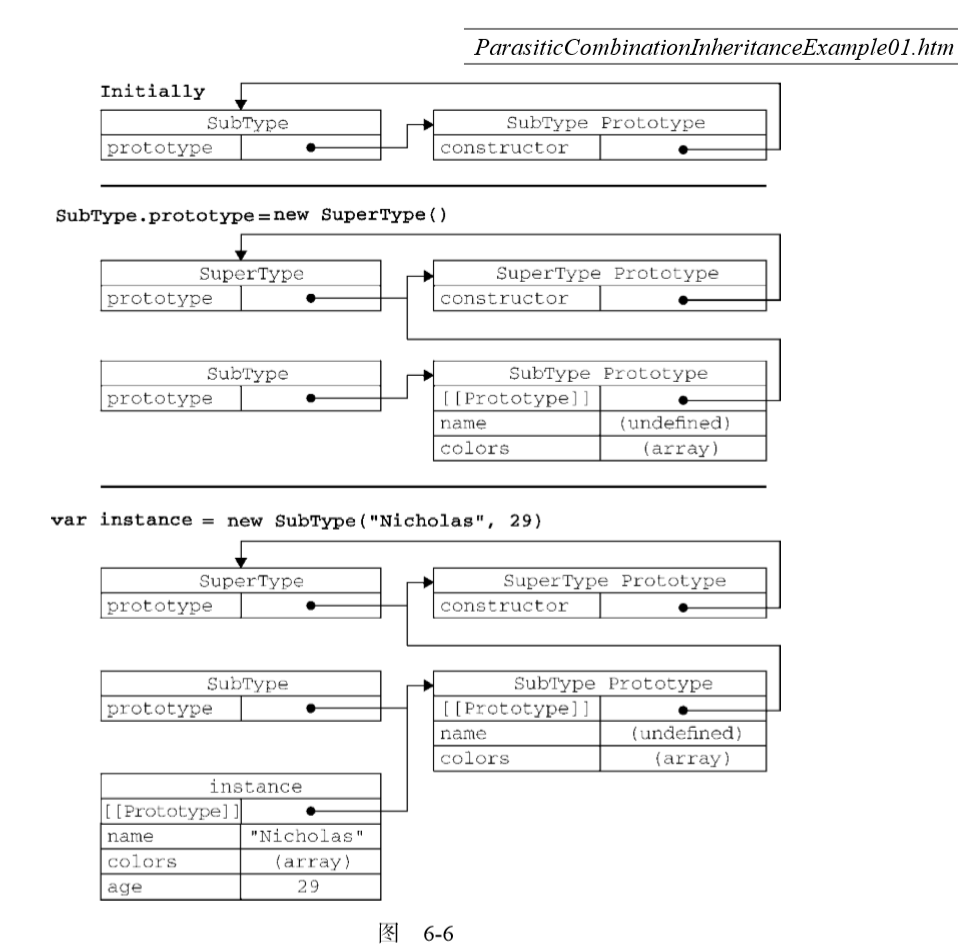 ParasiticCombinationInheritanceExample01.htm
Initially
SubType
prototype
SubType Prototype
constructor
SubType.prototype=new SuperType()
SuperType
prototype
SuperType Prototype
constructor
SubType
prototype
SubType Prototype
[[Prototype]]
name (undefined)
colors (array)
var instance = new SubType("Nicholas", 29)
SuperType
prototype
SuperType Prototype
constructor
SubType
prototype
SubType Prototype
[[Prototype]]
name (undefined)
colors (array)
instance
[[Prototype]]
name "Nicholas"
colors (array)
age 29
图 6-6